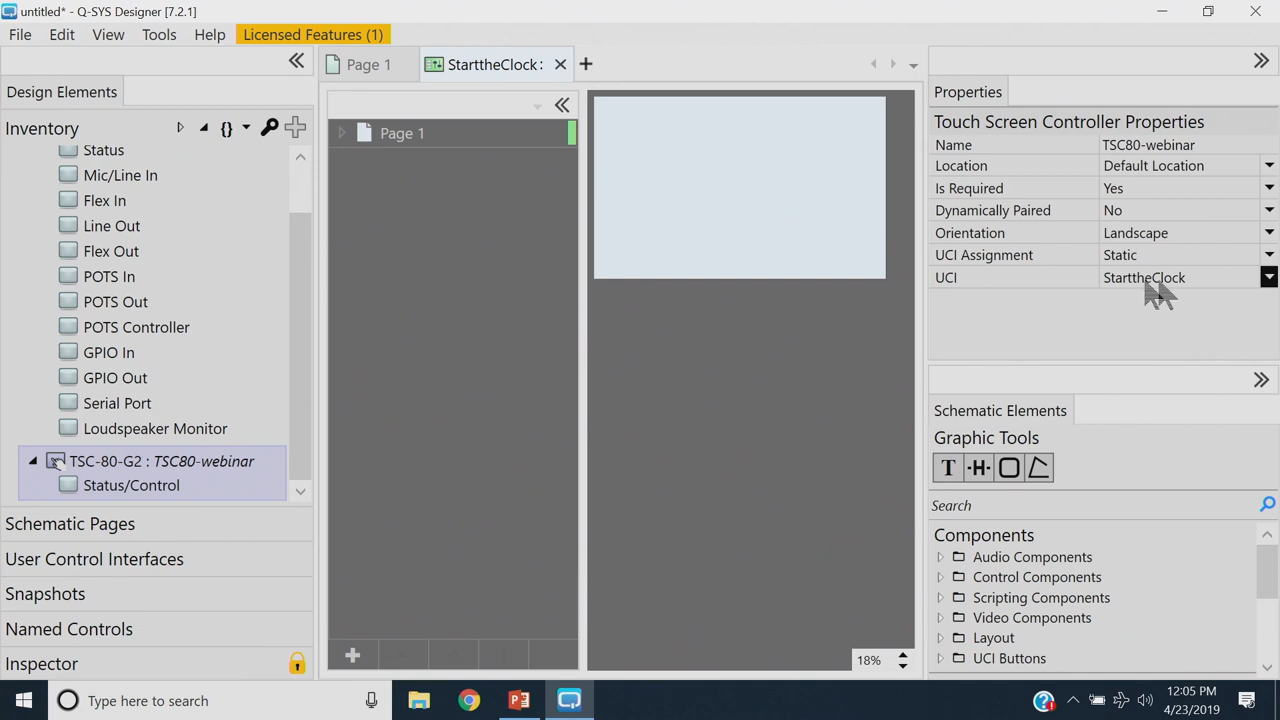 untitled* - Q-SYS Designer [7.2.1]
File Edit View Tools Help Licensed Features (1)
Page 1 StarttheClock :
Design Elements
Inventory {}
Status
Mic/Line In
Flex In
Line Out
Flex Out
POTS In
POTS Out
POTS Controller
GPIO In
GPIO Out
Serial Port
Loudspeaker Monitor
TSC-80-G2 : TSC80-webinar
Status/Control
Schematic Pages
User Control Interfaces
Snapshots
Named Controls
Inspector
Page 1
18%
Properties
Touch Screen Controller Properties
Name TSC80-webinar
Location Default Location
Is Required Yes
Dynamically Paired No
Orientation Landscape
UCI Assignment Static
UCI StarttheClock
Schematic Elements
Graphic Tools
T H
Search
Components
Audio Components
Control Components
Scripting Components
Video Components
Layout
UCI Buttons
Type here to search
12:05 PM
4/23/2019